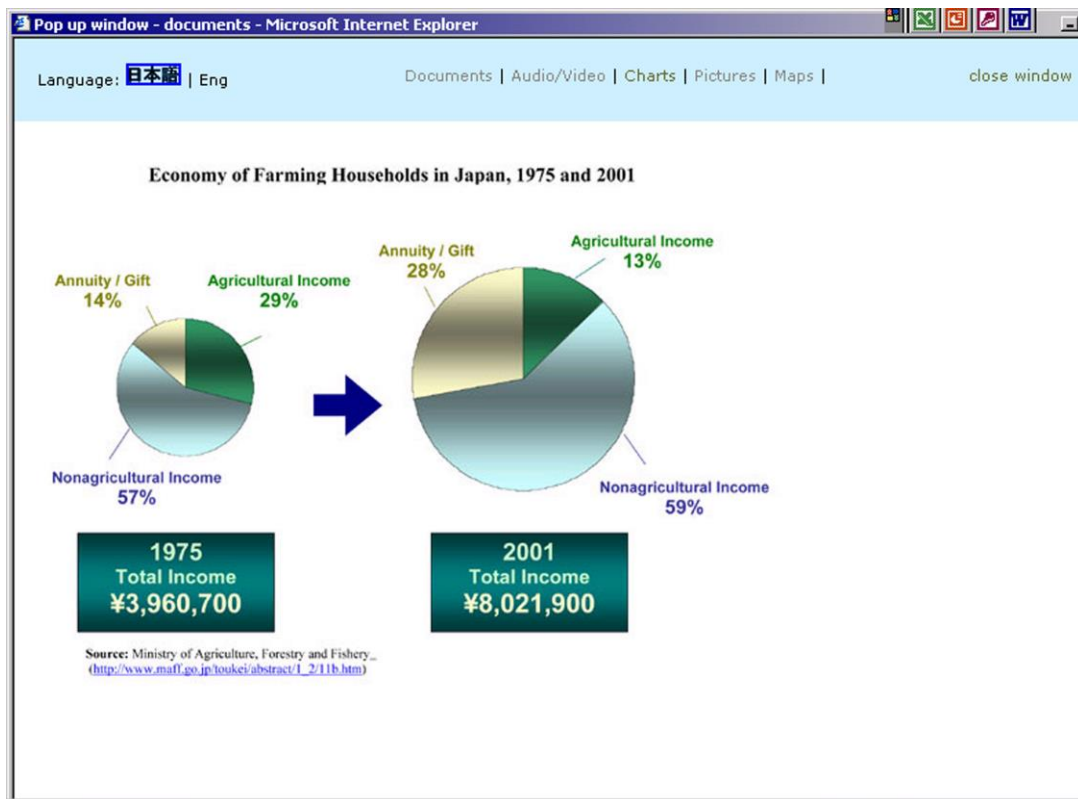 Pop up window - documents - Microsoft Internet Explorer
Language: 日本語 | Eng
Documents | Audio/Video | Charts | Pictures | Maps |
close window
Economy of Farming Households in Japan, 1975 and 2001
Annuity / Gift
14%
Agricultural Income
29%
Nonagricultural Income
57%
Annuity / Gift
28%
Agricultural Income
13%
Nonagricultural Income
59%
1975
Total Income
¥3,960,700
2001
Total Income
¥8,021,900
Source: Ministry of Agriculture, Forestry and Fishery
(http://www.maff.go.jp/toukei/abstract/1_2/11b.htm)